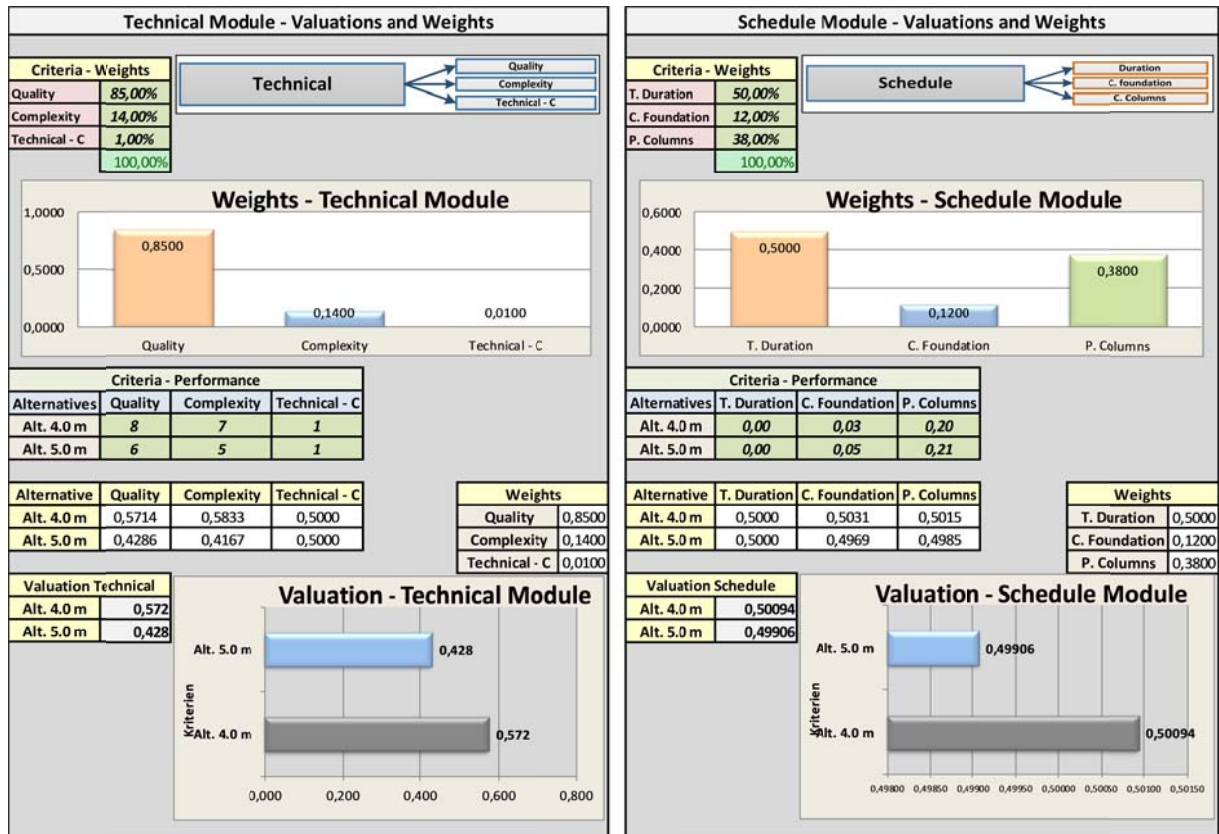 Technical Module - Valuations and Weights
Criteria - Weights
Quality 85,00%
Complexity 14,00%
Technical - C 1,00%
100,00%
Technical
Quality
Complexity
Technical - C
Weights - Technical Module
1,0000
0,5000
0,0000
0,8500
0,1400
0,0100
Quality Complexity Technical - C
Criteria - Performance
Alternatives Quality Complexity Technical - C
Alt. 4.0 m 8 7 1
Alt. 5.0 m 6 5 1
Alternative Quality Complexity Technical - C
Alt. 4.0 m 0,5714 0,5833 0,5000
Alt. 5.0 m 0,4286 0,4167 0,5000
Weights
Quality 0,8500
Complexity 0,1400
Technical - C 0,0100
Valuation Technical
Alt. 4.0 m 0,572
Alt. 5.0 m 0,428
Valuation - Technical Module
Kriterien
Alt. 5.0 m 0,428
Alt. 4.0 m 0,572
0,000 0,200 0,400 0,600 0,800
Schedule Module - Valuations and Weights
Criteria - Weights
T. Duration 50,00%
C. Foundation 12,00%
P. Columns 38,00%
100,00%
Schedule
Duration
C. foundation
C. Columns
Weights - Schedule Module
0,6000
0,4000
0,2000
0,0000
0,5000
0,1200
0,3800
T. Duration C. Foundation P. Columns
Criteria - Performance
Alternatives T. Duration C. Foundation P. Columns
Alt. 4.0 m 0,00 0,03 0,20
Alt. 5.0 m 0,00 0,05 0,21
Alternative T. Duration C. Foundation P. Columns
Alt. 4.0 m 0,5000 0,5031 0,5015
Alt. 5.0 m 0,5000 0,4969 0,4985
Weights
T. Duration 0,5000
C. Foundation 0,1200
P. Columns 0,3800
Valuation Schedule
Alt. 4.0 m 0,50094
Alt. 5.0 m 0,49906
Valuation - Schedule Module
Kriterien
Alt. 5.0 m 0,49906
Alt. 4.0 m 0,50094
0,49800 0,49850 0,49900 0,49950 0,50000 0,50050 0,50100 0,50150